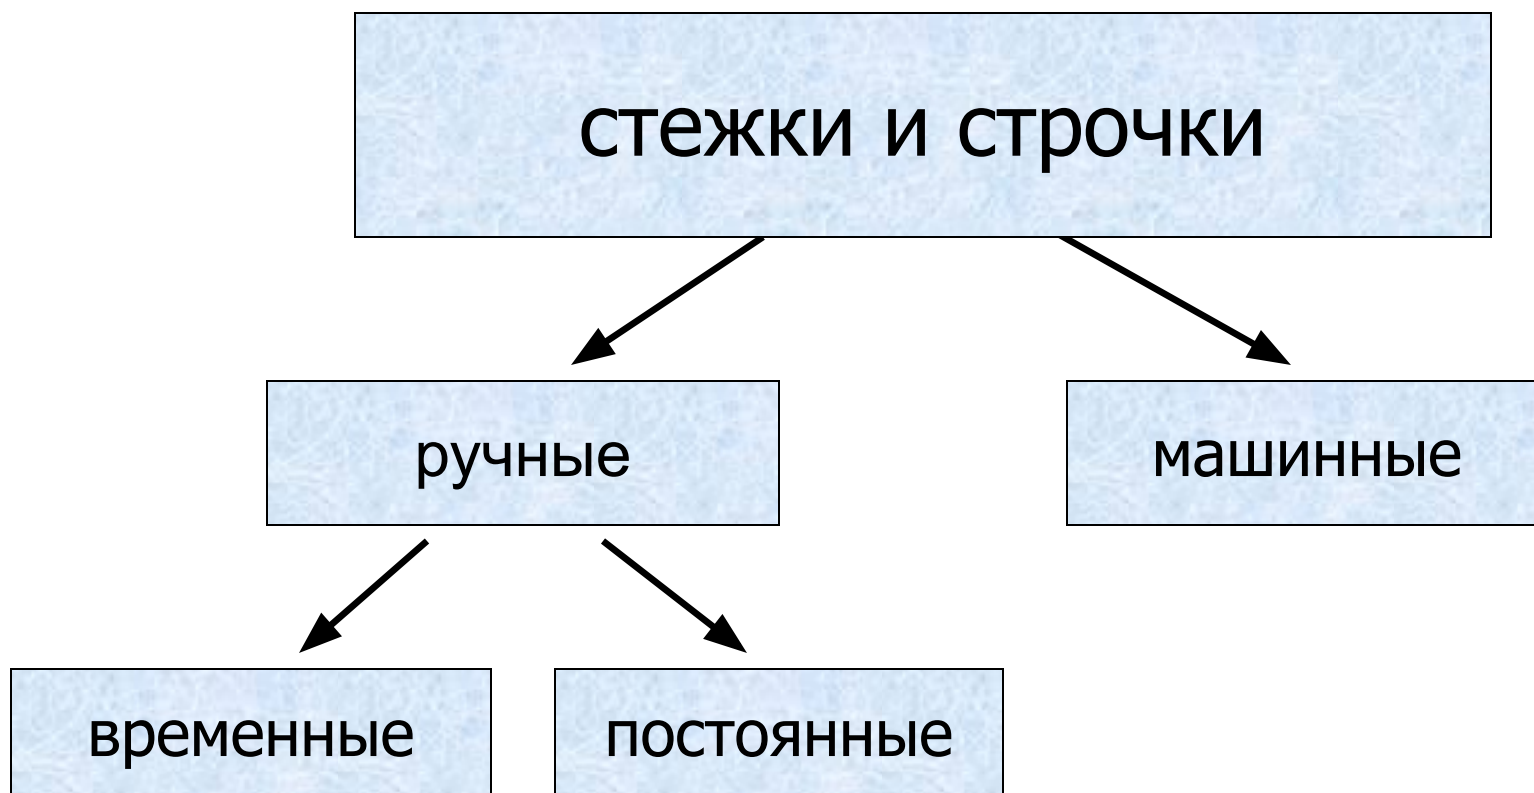 стежки и строчки
ручные
машинные
временные
постоянные